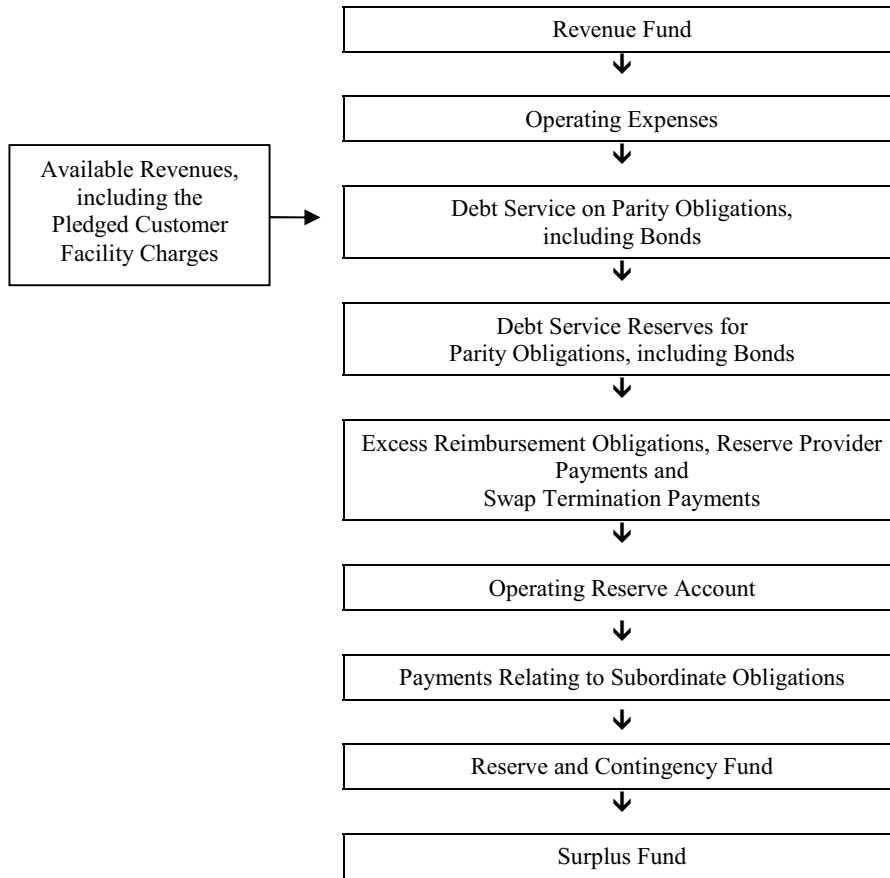 Revenue Fund
Operating Expenses
Available Revenues,
including the
Pledged Customer
Facility Charges
Debt Service on Parity Obligations,
including Bonds
Debt Service Reserves for
Parity Obligations, including Bonds
Excess Reimbursement Obligations, Reserve Provider
Payments and
Swap Termination Payments
Operating Reserve Account
Payments Relating to Subordinate Obligations
Reserve and Contingency Fund
Surplus Fund